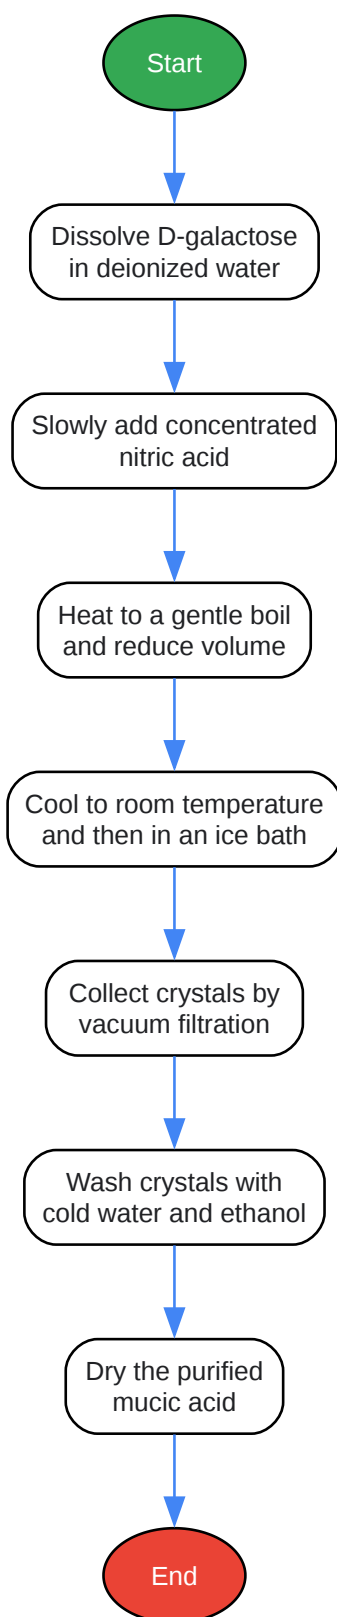 Start
Dissolve D-galactose
in deionized water
Slowly add concentrated
nitric acid
Heat to a gentle boil
and reduce volume
Cool to room temperature
and then in an ice bath
Collect crystals by
vacuum filtration
Wash crystals with
cold water and ethanol
Dry the purified
mucic acid
End